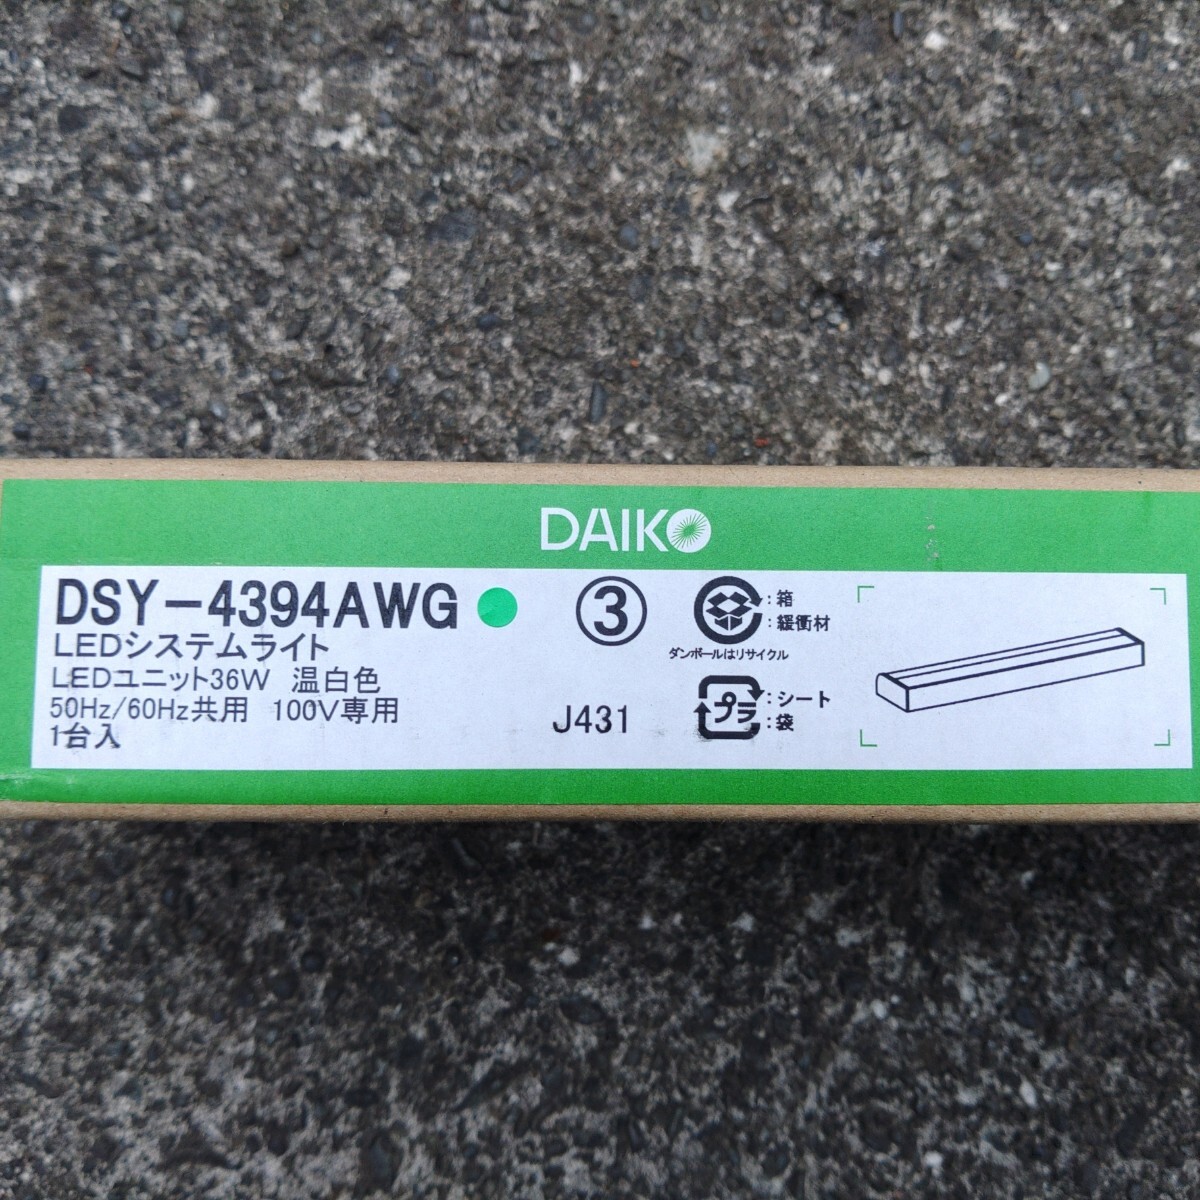 DAIKO
DSY-4394AWG
LEDシステムライト
LEDユニット36W 温白色
50Hz/60Hz共用 100V専用
1台入
③
J431
:箱
:緩衝材
ダンボールはリサイクル
プラ
:シート
:袋